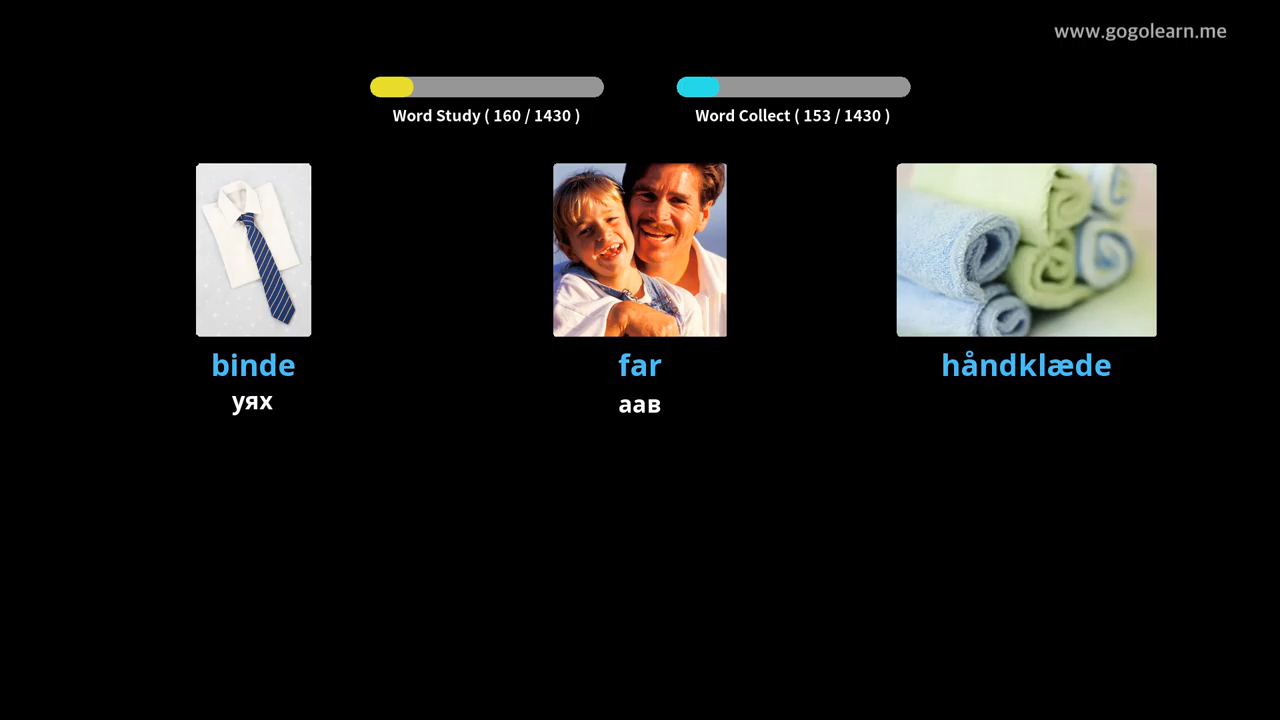 www.gogolearn.me
Word Study ( 160 / 1430 )
Word Collect ( 153 / 1430 )
binde
уях
far
аав
håndklæde